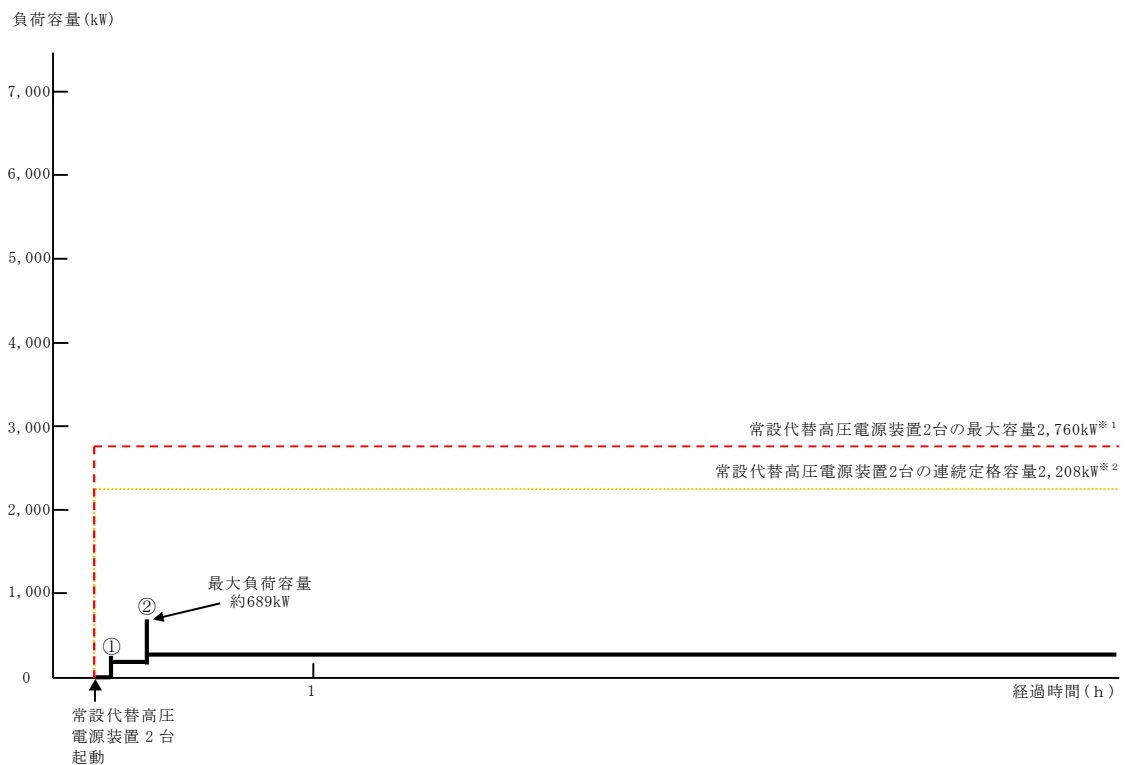 負荷容量(kW)
7,000
6,000
5,000
4,000
3,000
常設代替高圧電源装置2台の最大容量2,760kW※1
常設代替高圧電源装置2台の連続定格容量2,208kW※2
2,000
最大負荷容量
約689kW
1,000
②
①
0
1
経過時間(h)
常設代替高圧
電源装置2台
起動